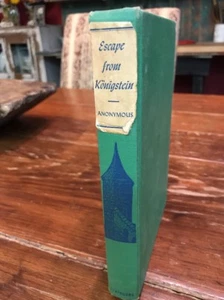 Escape
from
Königstein
ANONYMOUS